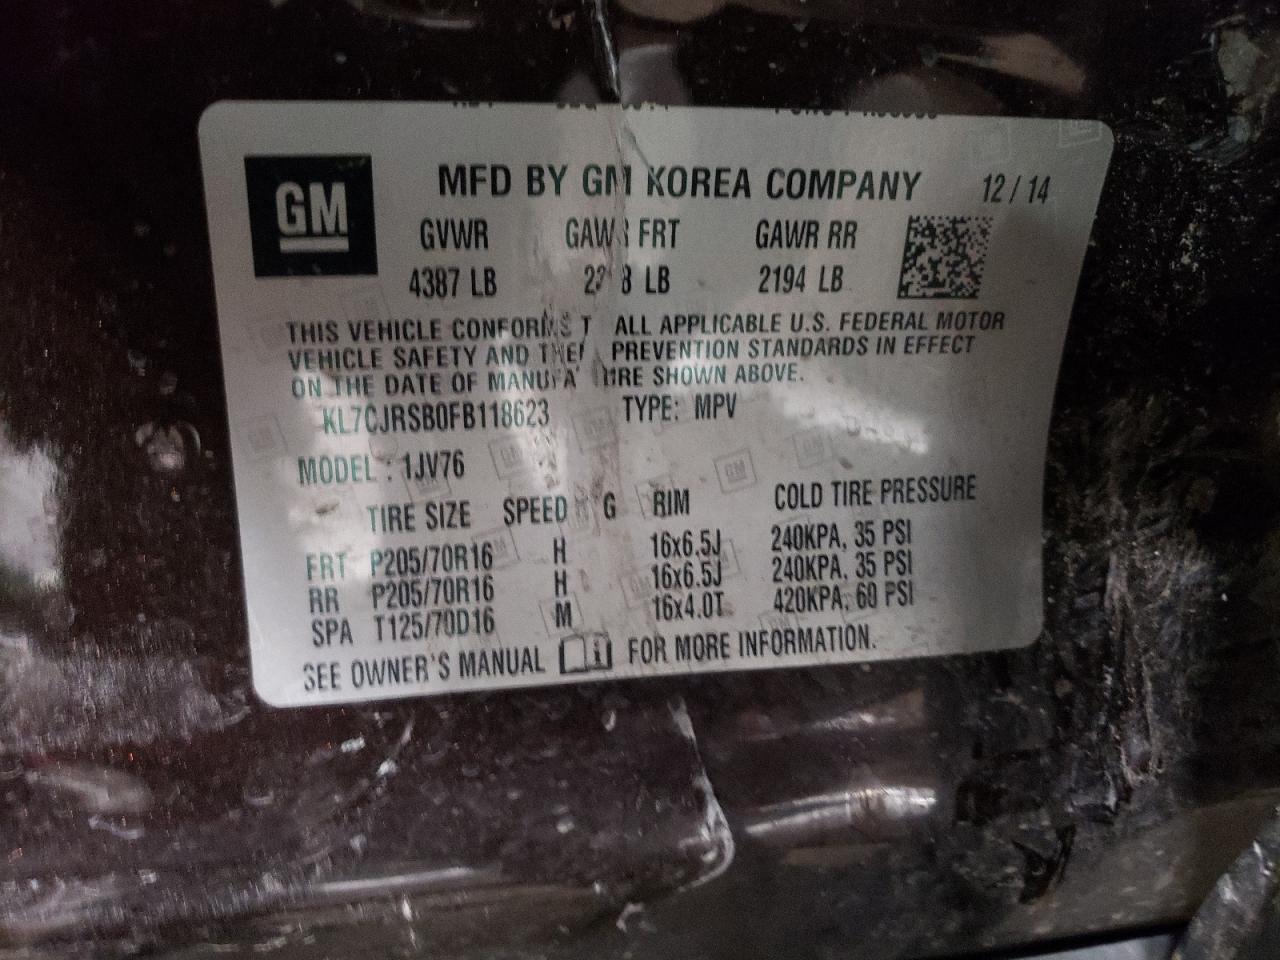 GM
MFD BY GM KOREA COMPANY 12 / 14
GVWR GAWR FRT GAWR RR
4387 LB LB 2194 LB
THIS VEHICLE CONFORMS T ALL APPLICABLE U.S. FEDERAL MOTOR
VEHICLE SAFETY AND THEF PREVENTION STANDARDS IN EFFECT
ON THE DATE OF MANUFA URE SHOWN ABOVE.
KL7CJRSB0FB118623 TYPE: MPV
MODEL : 1JV76
TIRE SIZE SPEED G RIM COLD TIRE PRESSURE
FRT P205/70R16 H 16x6.5J 240KPA, 35 PSI
RR P205/70R16 H 16x6.5J 240KPA, 35 PSI
SPA T125/70D16 M 16x4.0T 420KPA, 60 PSI
SEE OWNER'S MANUAL FOR MORE INFORMATION.